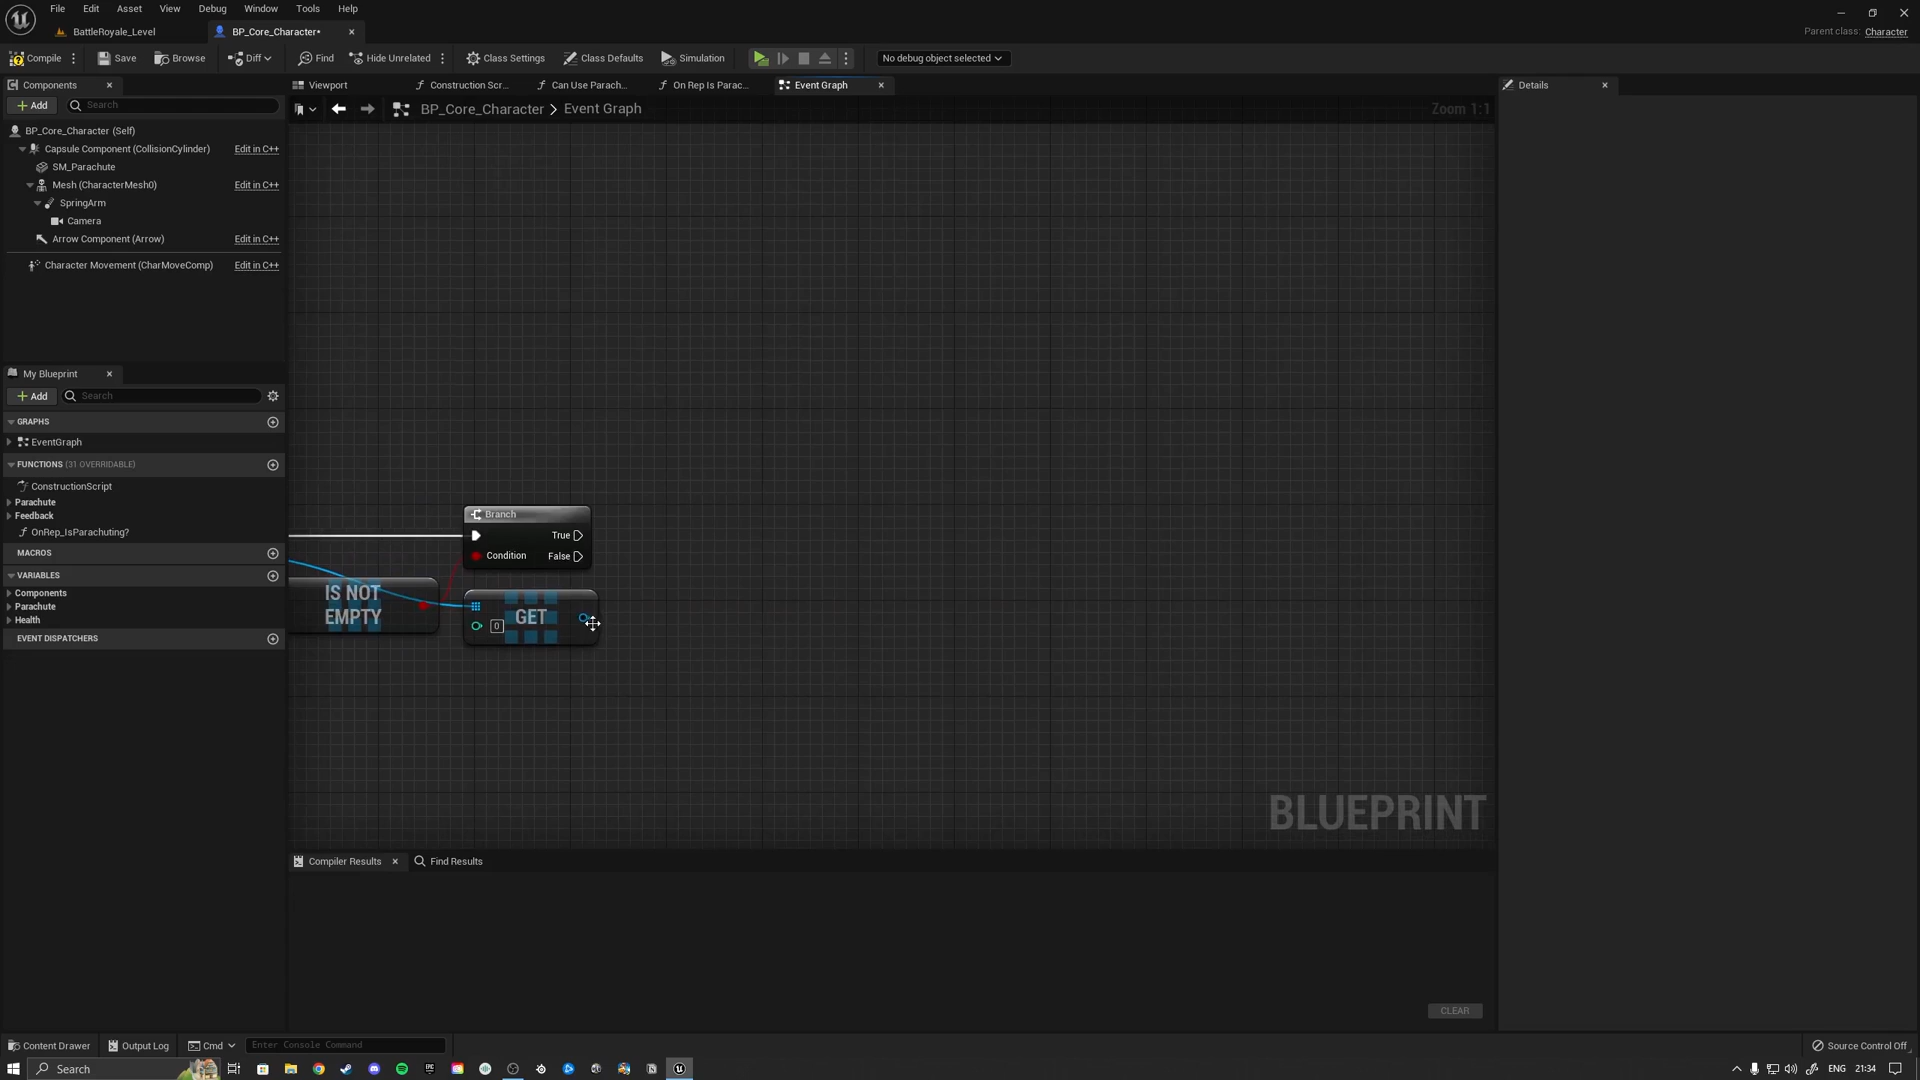 File Edit Asset View Debug Window Tools Help
BattleRoyale_Level
BP_Core_Character•
Parent class: Character
Compile Save Browse Diff Find Hide Unrelated Class Settings Class Defaults Simulation No debug object selected
Components
Add Search
BP_Core_Character (Self)
Capsule Component (CollisionCylinder) Edit in C++
SM_Parachute
Mesh (CharacterMesh0) Edit in C++
SpringArm
Camera
Arrow Component (Arrow) Edit in C++
Character Movement (CharMoveComp) Edit in C++
My Blueprint
Add Search
GRAPHS
EventGraph
FUNCTIONS (31 OVERRIDABLE)
ConstructionScript
Parachute
Feedback
OnRep_IsParachuting?
MACROS
VARIABLES
Components
Parachute
Health
EVENT DISPATCHERS
Viewport Construction Scr... Can Use Parach... On Rep Is Parac... Event Graph
BP_Core_Character > Event Graph
Zoom 1:1
Branch
True
Condition False
IS NOT
EMPTY
GET
0
BLUEPRINT
Details
Compiler Results Find Results
CLEAR
Content Drawer Output Log Cmd Enter Console Command Source Control Off
Search ENG 21:34